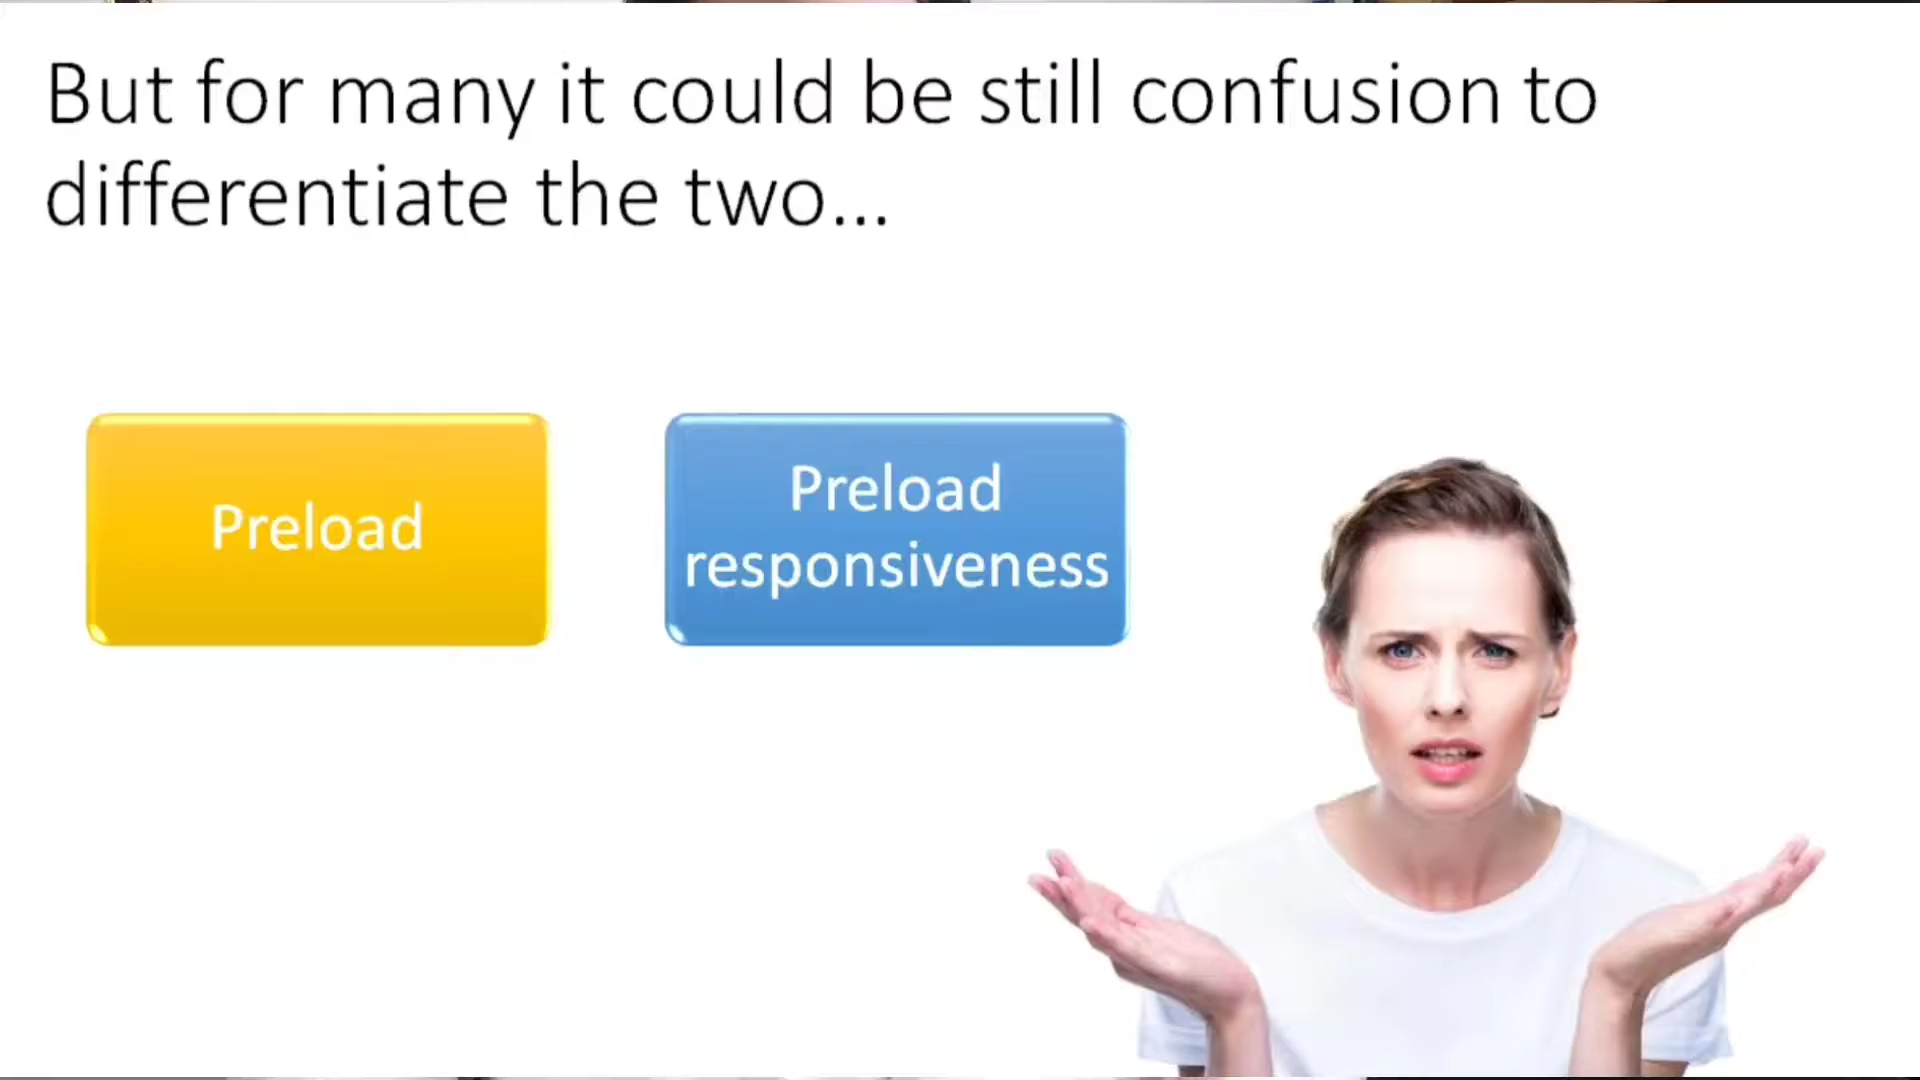 But for many it could be still confusion to
differentiate the two...
Preload
Preload
responsiveness